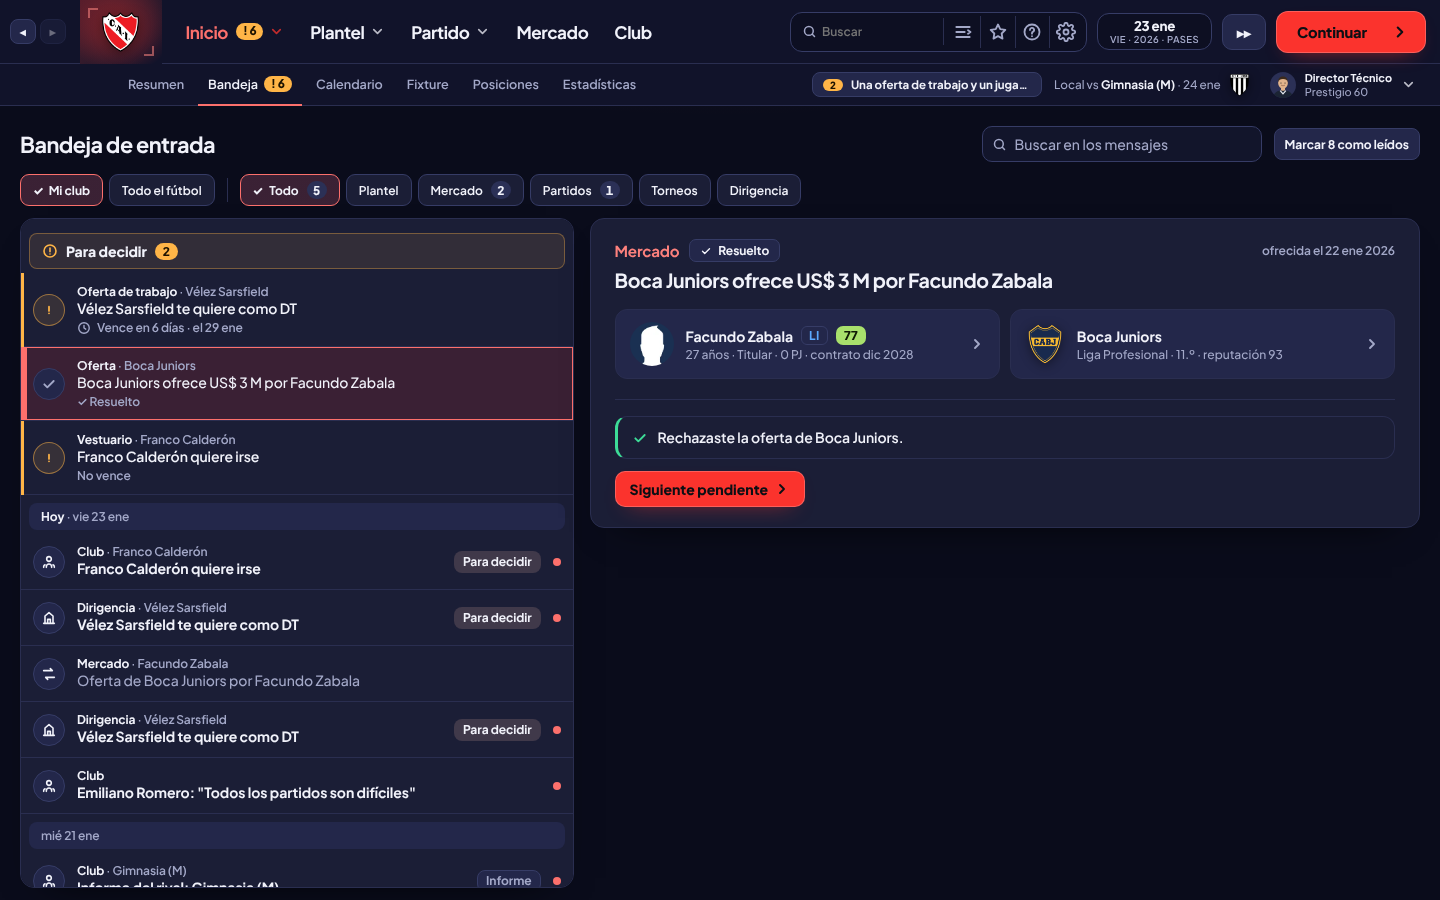 Inicio ! 6 Plantel Partido Mercado Club
Buscar
23 ene
VIE · 2026 · PASES
Continuar
Resumen Bandeja ! 6 Calendario Fixture Posiciones Estadísticas
2 Una oferta de trabajo y un juga...
Local vs Gimnasia (M) · 24 ene
Director Técnico
Prestigio 60
Bandeja de entrada
Buscar en los mensajes
Marcar 8 como leídos
Mi club Todo el fútbol Todo 5 Plantel Mercado 2 Partidos 1 Torneos Dirigencia
Para decidir 2
Oferta de trabajo · Vélez Sarsfield
Vélez Sarsfield te quiere como DT
Vence en 6 días · el 29 ene
Oferta · Boca Juniors
Boca Juniors ofrece US$ 3 M por Facundo Zabala
Resuelto
Vestuario · Franco Calderón
Franco Calderón quiere irse
No vence
Hoy · vie 23 ene
Club · Franco Calderón
Franco Calderón quiere irse
Para decidir
Dirigencia · Vélez Sarsfield
Vélez Sarsfield te quiere como DT
Para decidir
Mercado · Facundo Zabala
Oferta de Boca Juniors por Facundo Zabala
Dirigencia · Vélez Sarsfield
Vélez Sarsfield te quiere como DT
Para decidir
Club
Emiliano Romero: "Todos los partidos son difíciles"
mié 21 ene
Club · Gimnasia (M)
Informe del rival: Gimnasia (M)
Informe
Mercado Resuelto
ofrecida el 22 ene 2026
Boca Juniors ofrece US$ 3 M por Facundo Zabala
Facundo Zabala LI 77
27 años · Titular · 0 PJ · contrato dic 2028
CABJ
Boca Juniors
Liga Profesional · 11.º · reputación 93
Rechazaste la oferta de Boca Juniors.
Siguiente pendiente